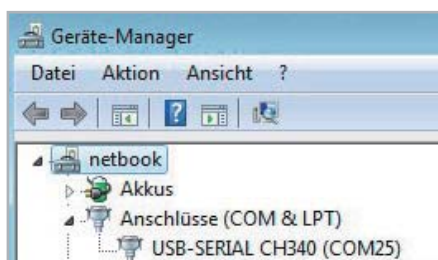 Geräte-Manager
Datei Aktion Ansicht ?
netbook
Akkus
Anschlüsse (COM & LPT)
USB-SERIAL CH340 (COM25)